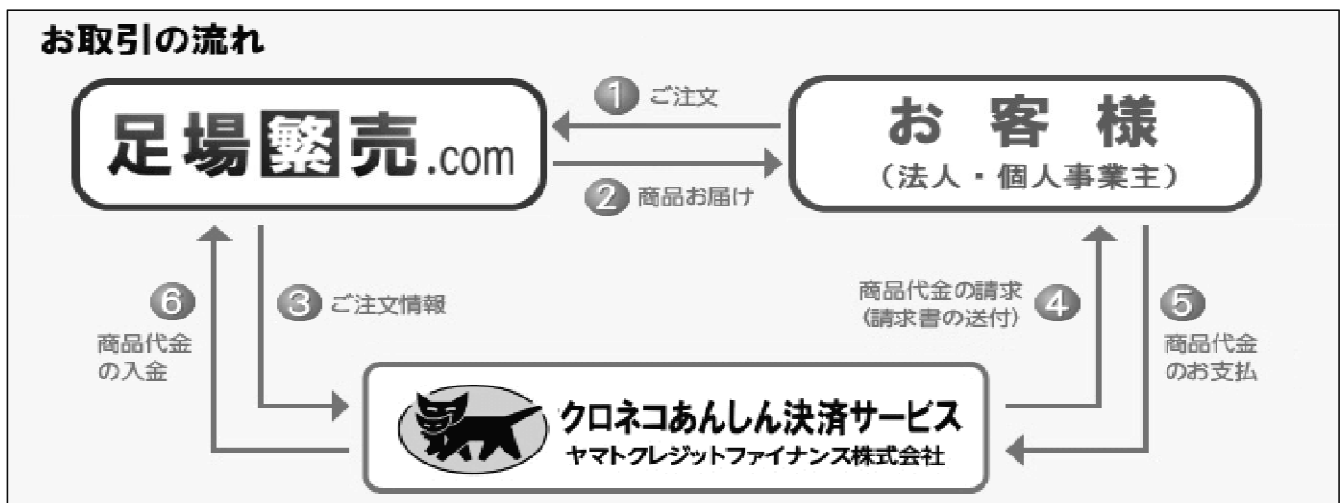 お取引の流れ
足場繁売.com
① ご注文
② 商品お届け
お客様
(法人・個人事業主)
⑥
商品代金
の入金
③ ご注文情報
商品代金の請求
(請求書の送付)
④
⑤
商品代金
のお支払
クロネコあんしん決済サービス
ヤマトクレジットファイナンス株式会社